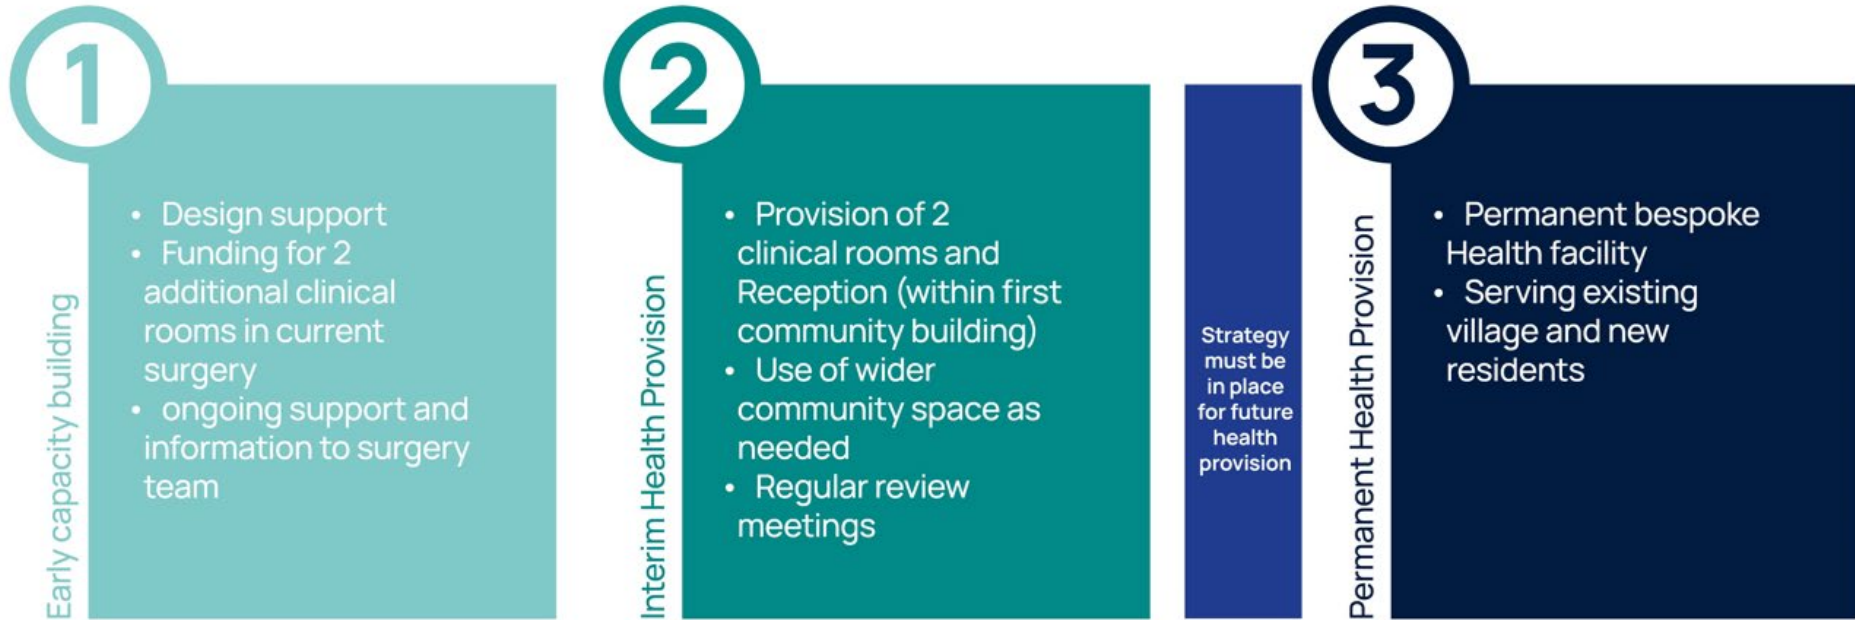 1
Early capacity building
• Design support
• Funding for 2
additional clinical
rooms in current
surgery
• ongoing support and
information to surgery
team
2
Interim Health Provision
• Provision of 2
clinical rooms and
Reception (within first
community building)
• Use of wider
community space as
needed
• Regular review
meetings
Strategy
must be
in place
for future
health
provision
3
Permanent Health Provision
• Permanent bespoke
Health facility
• Serving existing
village and new
residents